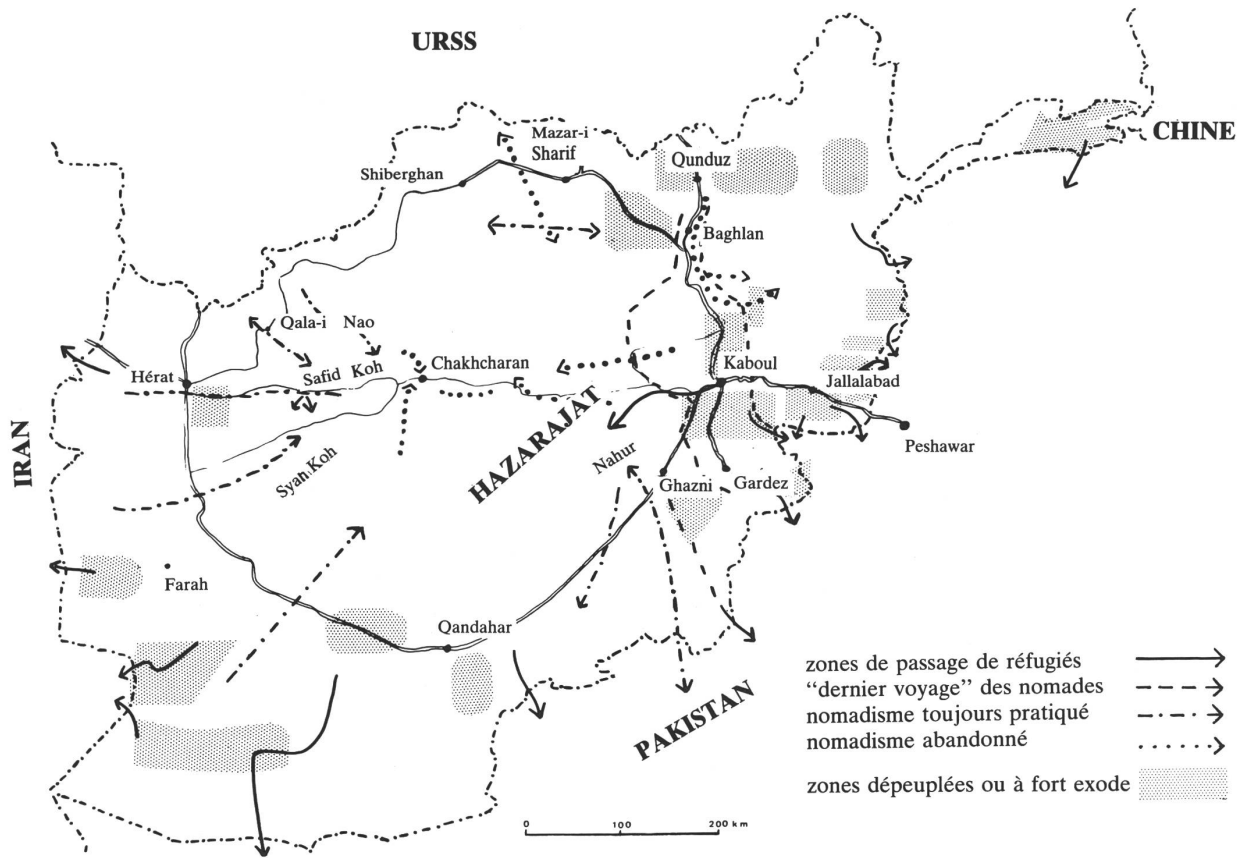 URSS
CHINE
Mazar-i
Sharif
Qunduz
Shiberghan
Baghlan
Qala-i Nao
Chakhcharan
Kaboul
Hérat
Safid Koh
Jallalabad
Peshawar
IRAN
HAZARAJAT
Nahur
Syah Koh
Ghazni
Gardez
Farah
Qandahar
PAKISTAN
zones de passage de réfugiés
“dernier voyage” des nomades
nomadisme toujours pratiqué
nomadisme abandonné
zones dépeuplées ou à fort exode
0 100 200 km